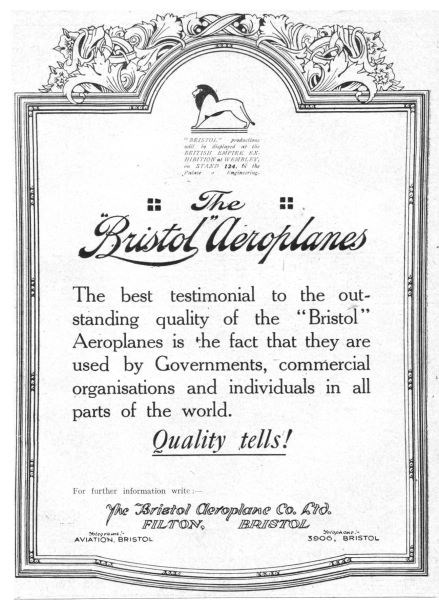 "BRISTOL" productions
will be displayed at the
BRITISH EMPIRE EX-
HIBITION at WEMBLEY,
on STAND 124, in the
Palace of Engineering.
The
"Bristol" Aeroplanes
The best testimonial to the out-
standing quality of the "Bristol"
Aeroplanes is the fact that they are
used by Governments, commercial
organisations and individuals in all
parts of the world.
Quality tells!
For further information write:—
The Bristol Aeroplane Co. Ltd.
FILTON, BRISTOL
Telegrams:-
AVIATION, BRISTOL
Telephone:-
3906, BRISTOL